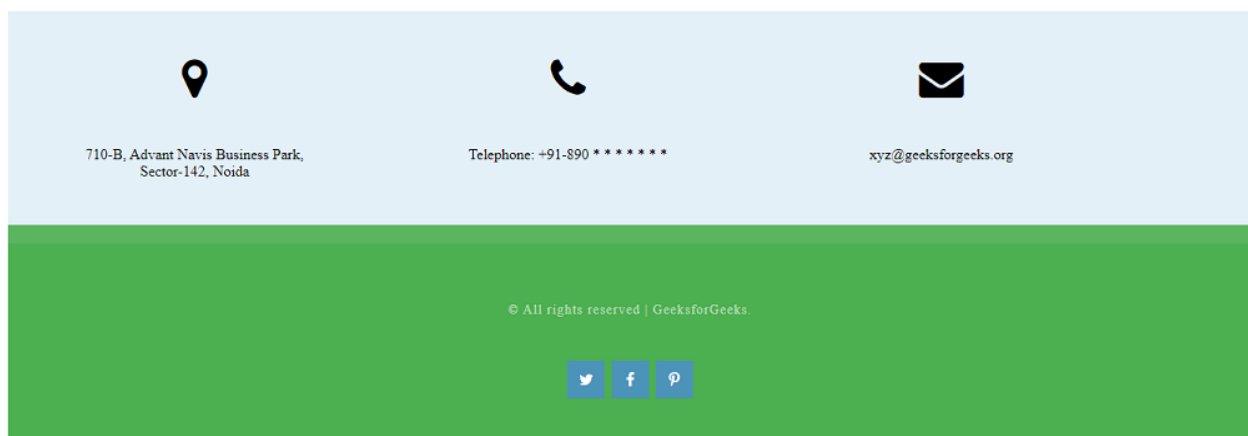 710-B, Advant Navis Business Park,
Sector-142, Noida
Telephone: +91-890 * * * * * * *
xyz@geeksforgeeks.org
© All rights reserved | GeeksforGeeks.